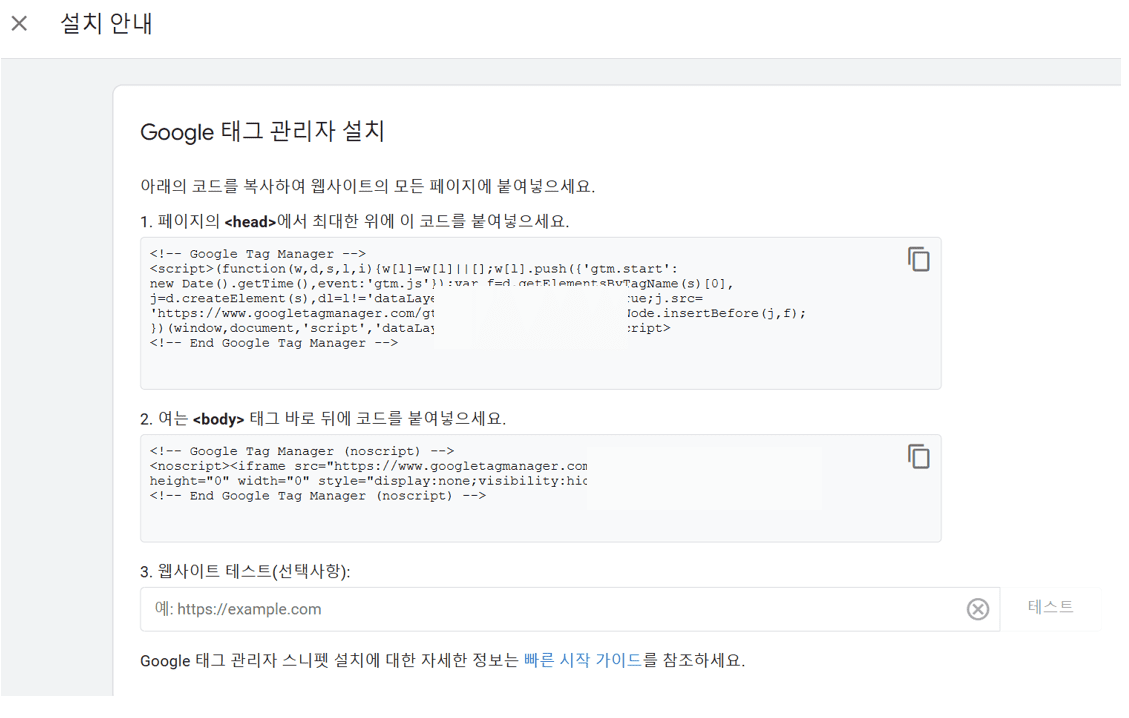 설치 안내
Google 태그 관리자 설치
아래의 코드를 복사하여 웹사이트의 모든 페이지에 붙여넣으세요.
1. 페이지의 <head>에서 최대한 위에 이 코드를 붙여넣으세요.
<!-- Google Tag Manager -->
<script>(function(w,d,s,l,i){w[l]=w[l]||[];w[l].push({'gtm.start':
new Date().getTime(),event:'gtm.js'});var f=d.getElementsByTagName(s)[0],
j=d.createElement(s),dl=l!='dataLaye ue;j.src=
'https://www.googletagmanager.com/gt ode.insertBefore(j,f);
})(window,document,'script','dataLay cript>
<!-- End Google Tag Manager -->
2. 여는 <body> 태그 바로 뒤에 코드를 붙여넣으세요.
<!-- Google Tag Manager (noscript) -->
<noscript><iframe src="https://www.googletagmanager.com
height="0" width="0" style="display:none;visibility:hid
<!-- End Google Tag Manager (noscript) -->
3. 웹사이트 테스트(선택사항):
예: https://example.com
테스트
Google 태그 관리자 스니펫 설치에 대한 자세한 정보는 빠른 시작 가이드를 참조하세요.